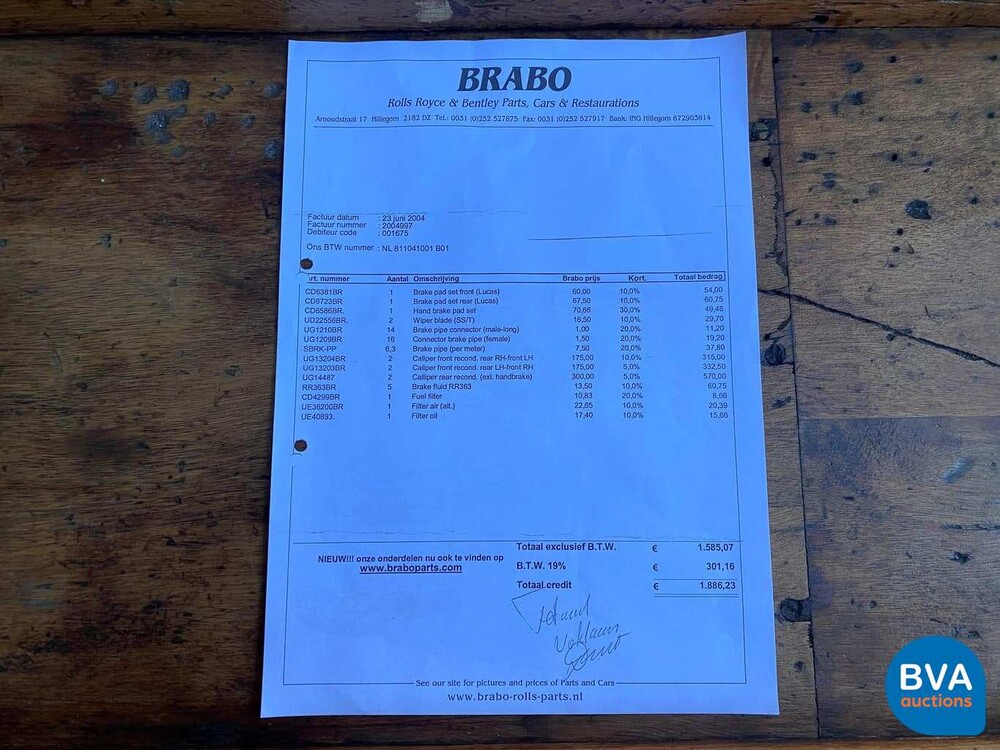 BRABO
Rolls Royce & Bentley Parts, Cars & Restaurations
Arnoudstraat 17 Hillegom 2182 DZ Tel.: 0031 (0)252 527875 Fax: 0031 (0)252 527917 Bank: ING Hillegom 672903814
Factuur datum : 23 juni 2004
Factuur nummer : 2004997
Debiteur code : 001675
Ons BTW nummer : NL 811041001 B01
rt. nummer Aantal Omschrijving Brabo prijs Kort. Totaal bedrag
CD6381BR 1 Brake pad set front (Lucas) 60,00 10,0% 54,00
CD6723BR 1 Brake pad set rear (Lucas) 67,50 10,0% 60,75
CD6586BR. 1 Hand brake pad set 70,66 30,0% 49,46
UD22556BR. 2 Wiper blade (SS/T) 16,50 10,0% 29,70
UG1210BR 14 Brake pipe connector (male-long) 1,00 20,0% 11,20
UG1209BR 16 Connector brake pipe (female) 1,50 20,0% 19,20
SBRK-PP 6,3 Brake pipe (per meter) 7,50 20,0% 37,80
UG13204BR 2 Caliper front recond. rear RH-front LH 175,00 10,0% 315,00
UG13203BR 2 Caliper front recond. rear LH-front RH 175,00 5,0% 332,50
UG14487 2 Calliper rear recond. (exl. handbrake) 300,00 5,0% 570,00
RR363BR 5 Brake fluid RR363 13,50 10,0% 60,75
CD4299BR 1 Fuel filter 10,83 20,0% 8,66
UE36200BR 1 Filter air (alt.) 22,65 10,0% 20,39
UE40893. 1 Filter oil 17,40 10,0% 15,66
NIEUW!!! onze onderdelen nu ook te vinden op
www.braboparts.com
Totaal exclusief B.T.W. € 1.585,07
B.T.W. 19% € 301,16
Totaal credit € 1.886,23
See our site for pictures and prices of Parts and Cars
www.brabo-rolls-parts.nl
BVA
auctions